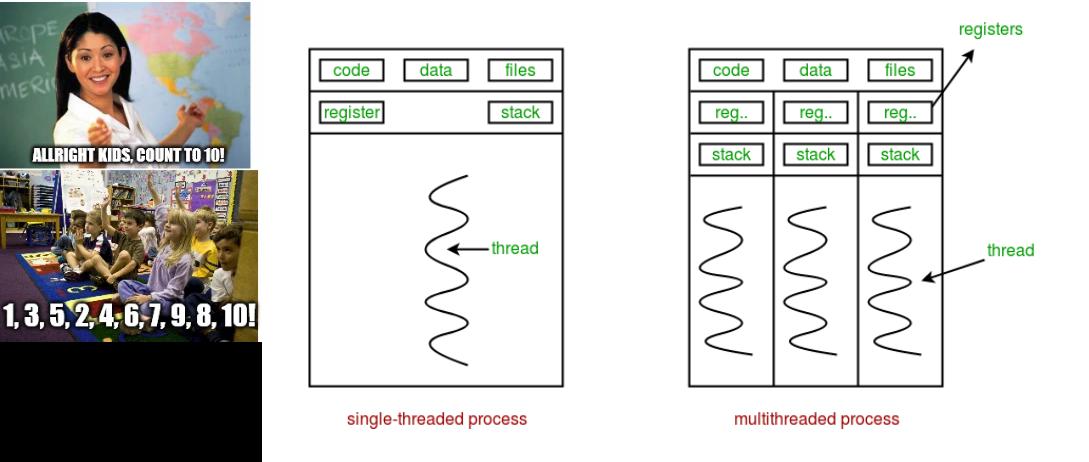 ROPE
ASIA
MERIC
ALLRIGHT KIDS, COUNT TO 10!
1, 3, 5, 2, 4, 6, 7, 9, 8, 10!
code data files
register stack
thread
single-threaded process
registers
code data files
reg.. reg.. reg..
stack stack stack
thread
multithreaded process